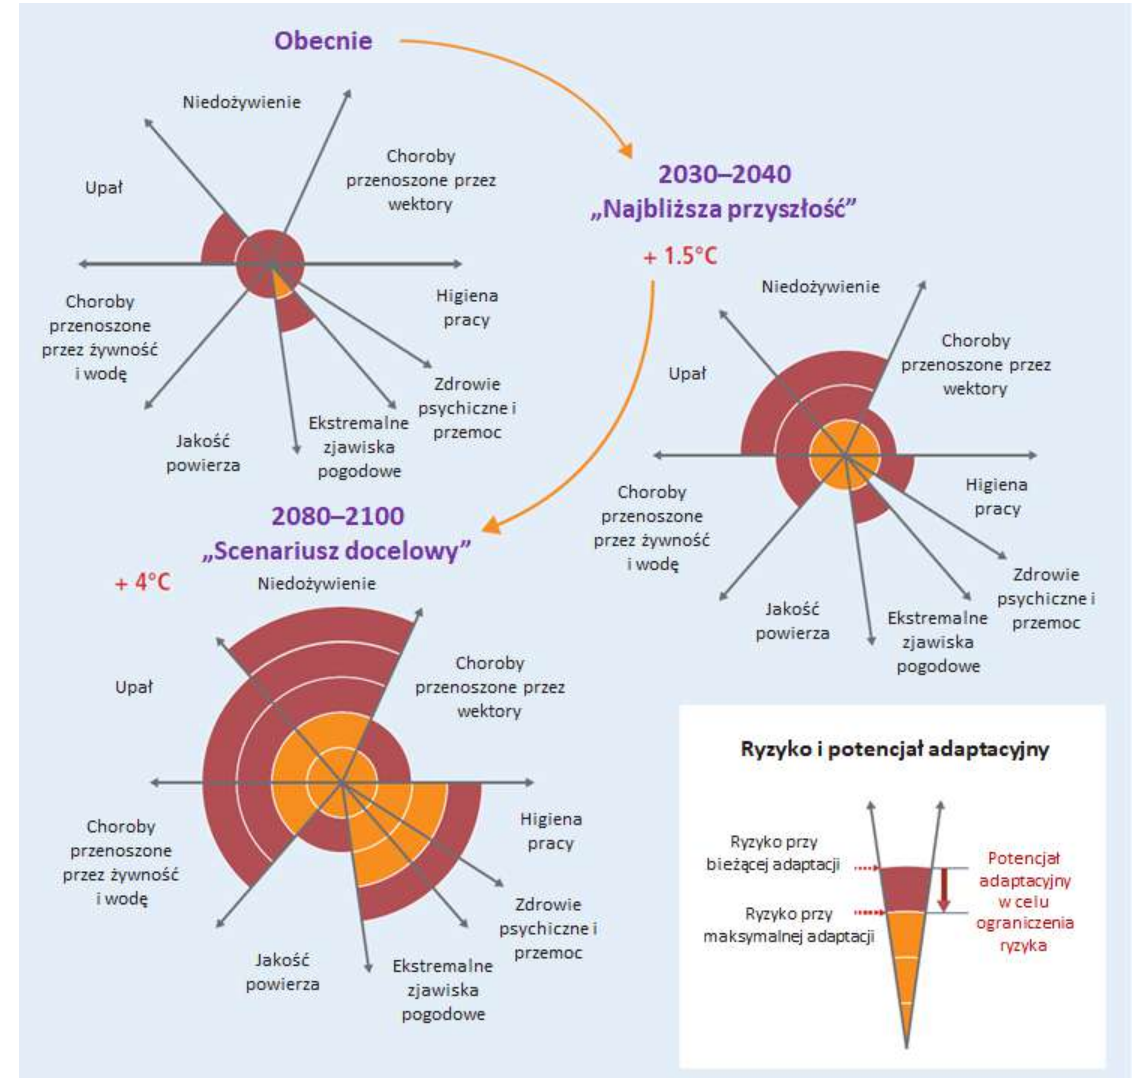 Obecnie
Niedożywienie
Choroby
przenoszone przez
wektory
Upał
Higiena
pracy
Choroby
przenoszone
przez żywność
i wodę
Zdrowie
psychiczne i
przemoc
Ekstremalne
zjawiska
pogodowe
Jakość
powierza
2030–2040
„Najbliższa przyszłość”
+ 1.5°C
Niedożywienie
Choroby
przenoszone przez
wektory
Upał
Higiena
pracy
Choroby
przenoszone
przez żywność
i wodę
Zdrowie
psychiczne i
przemoc
Ekstremalne
zjawiska
pogodowe
Jakość
powierza
2080–2100
„Scenariusz docelowy”
+ 4°C
Niedożywienie
Choroby
przenoszone przez
wektory
Upał
Higiena
pracy
Choroby
przenoszone
przez żywność
i wodę
Zdrowie
psychiczne i
przemoc
Ekstremalne
zjawiska
pogodowe
Jakość
powierza
Ryzyko i potencjał adaptacyjny
Ryzyko przy
bieżącej adaptacji
Ryzyko przy
maksymalnej adaptacji
Potencjał
adaptacyjny
w celu
ograniczenia
ryzyka